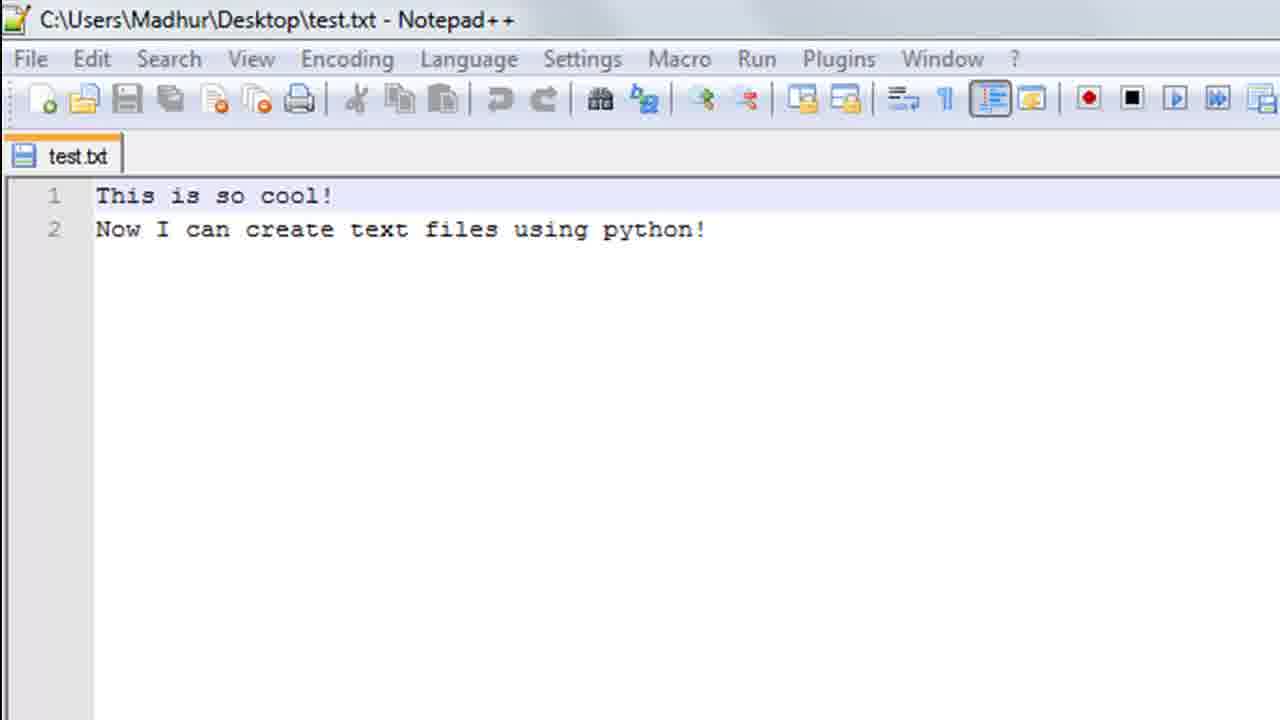 C:\Users\Madhur\Desktop\test.txt - Notepad++
File Edit Search View Encoding Language Settings Macro Run Plugins Window ?
test.txt
1 This is so cool!
2 Now I can create text files using python!